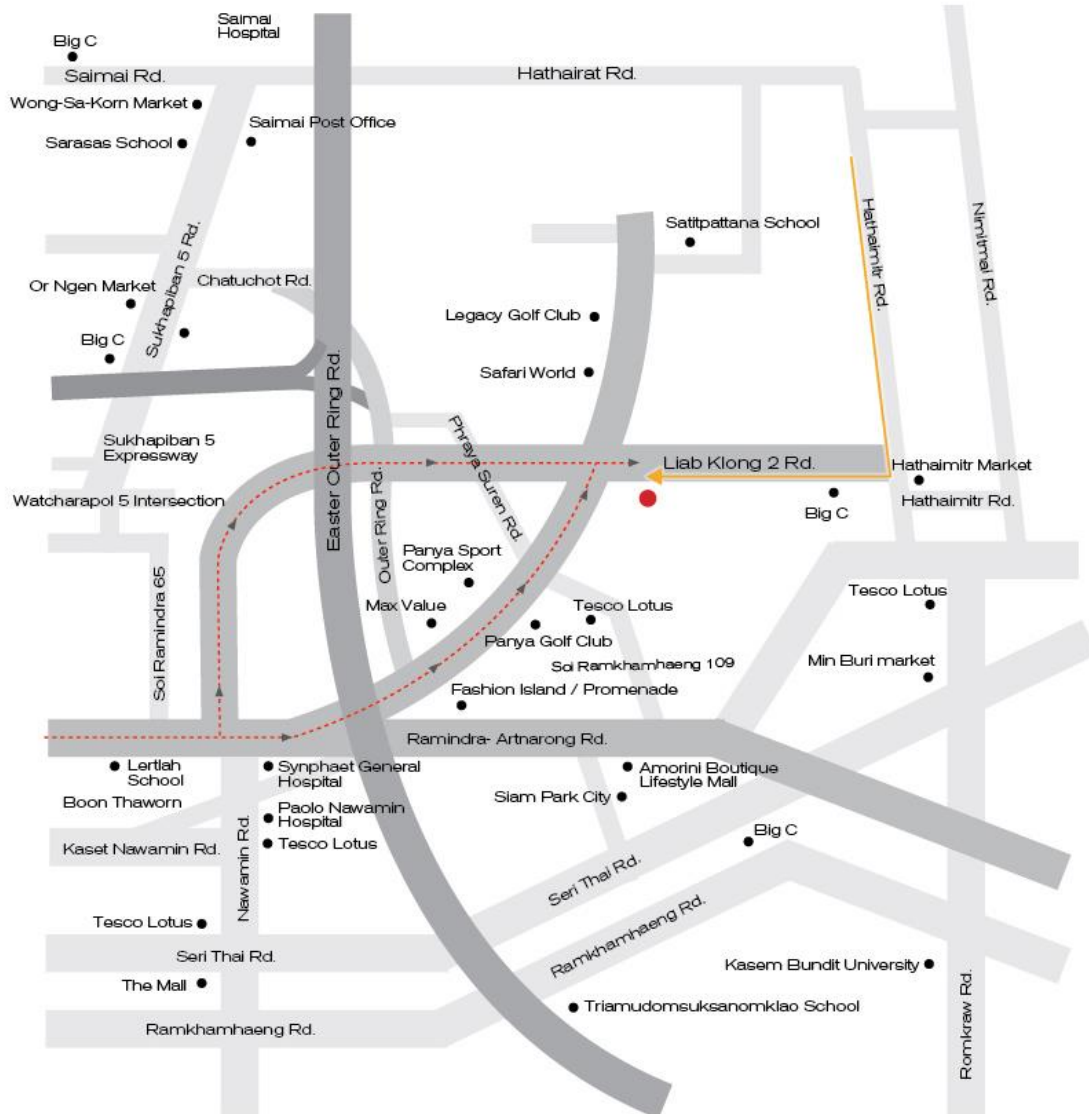 Saimai
Hospital
Big C
Saimai Rd.
Hathairat Rd.
Wong-Sa-Korn Market
Saimai Post Office
Sarasas School
Satitpattana School
Hathaimitr Rd.
Nimitmai Rd.
Sukhapiban 5 Rd.
Chatuchot Rd.
Or Ngen Market
Legacy Golf Club
Big C
Safari World
Easter Outer Ring Rd.
Sukhapiban 5
Expressway
Phraya Suren Rd.
Liab Klong 2 Rd.
Hathaimitr Market
Watcharapol 5 Intersection
Outer Ring Rd.
Big C
Hathaimitr Rd.
Panya Sport
Complex
Soi Ramindra 65
Max Value
Tesco Lotus
Tesco Lotus
Panya Golf Club
Soi Ramkhamhaeng 109
Min Buri market
Fashion Island / Promenade
Ramindra- Artnarong Rd.
Lertlah
School
Synphaet General
Hospital
Amorini Boutique
Lifestyle Mall
Boon Thaworn
Siam Park City
Paolo Nawamin
Hospital
Kaset Nawamin Rd.
Tesco Lotus
Big C
Nawamin Rd.
Seri Thai Rd.
Tesco Lotus
Ramkhamhaeng Rd.
Seri Thai Rd.
Kasem Bundit University
The Mall
Triamudomsuksanomklao School
Ramkhamhaeng Rd.
Romkraw Rd.